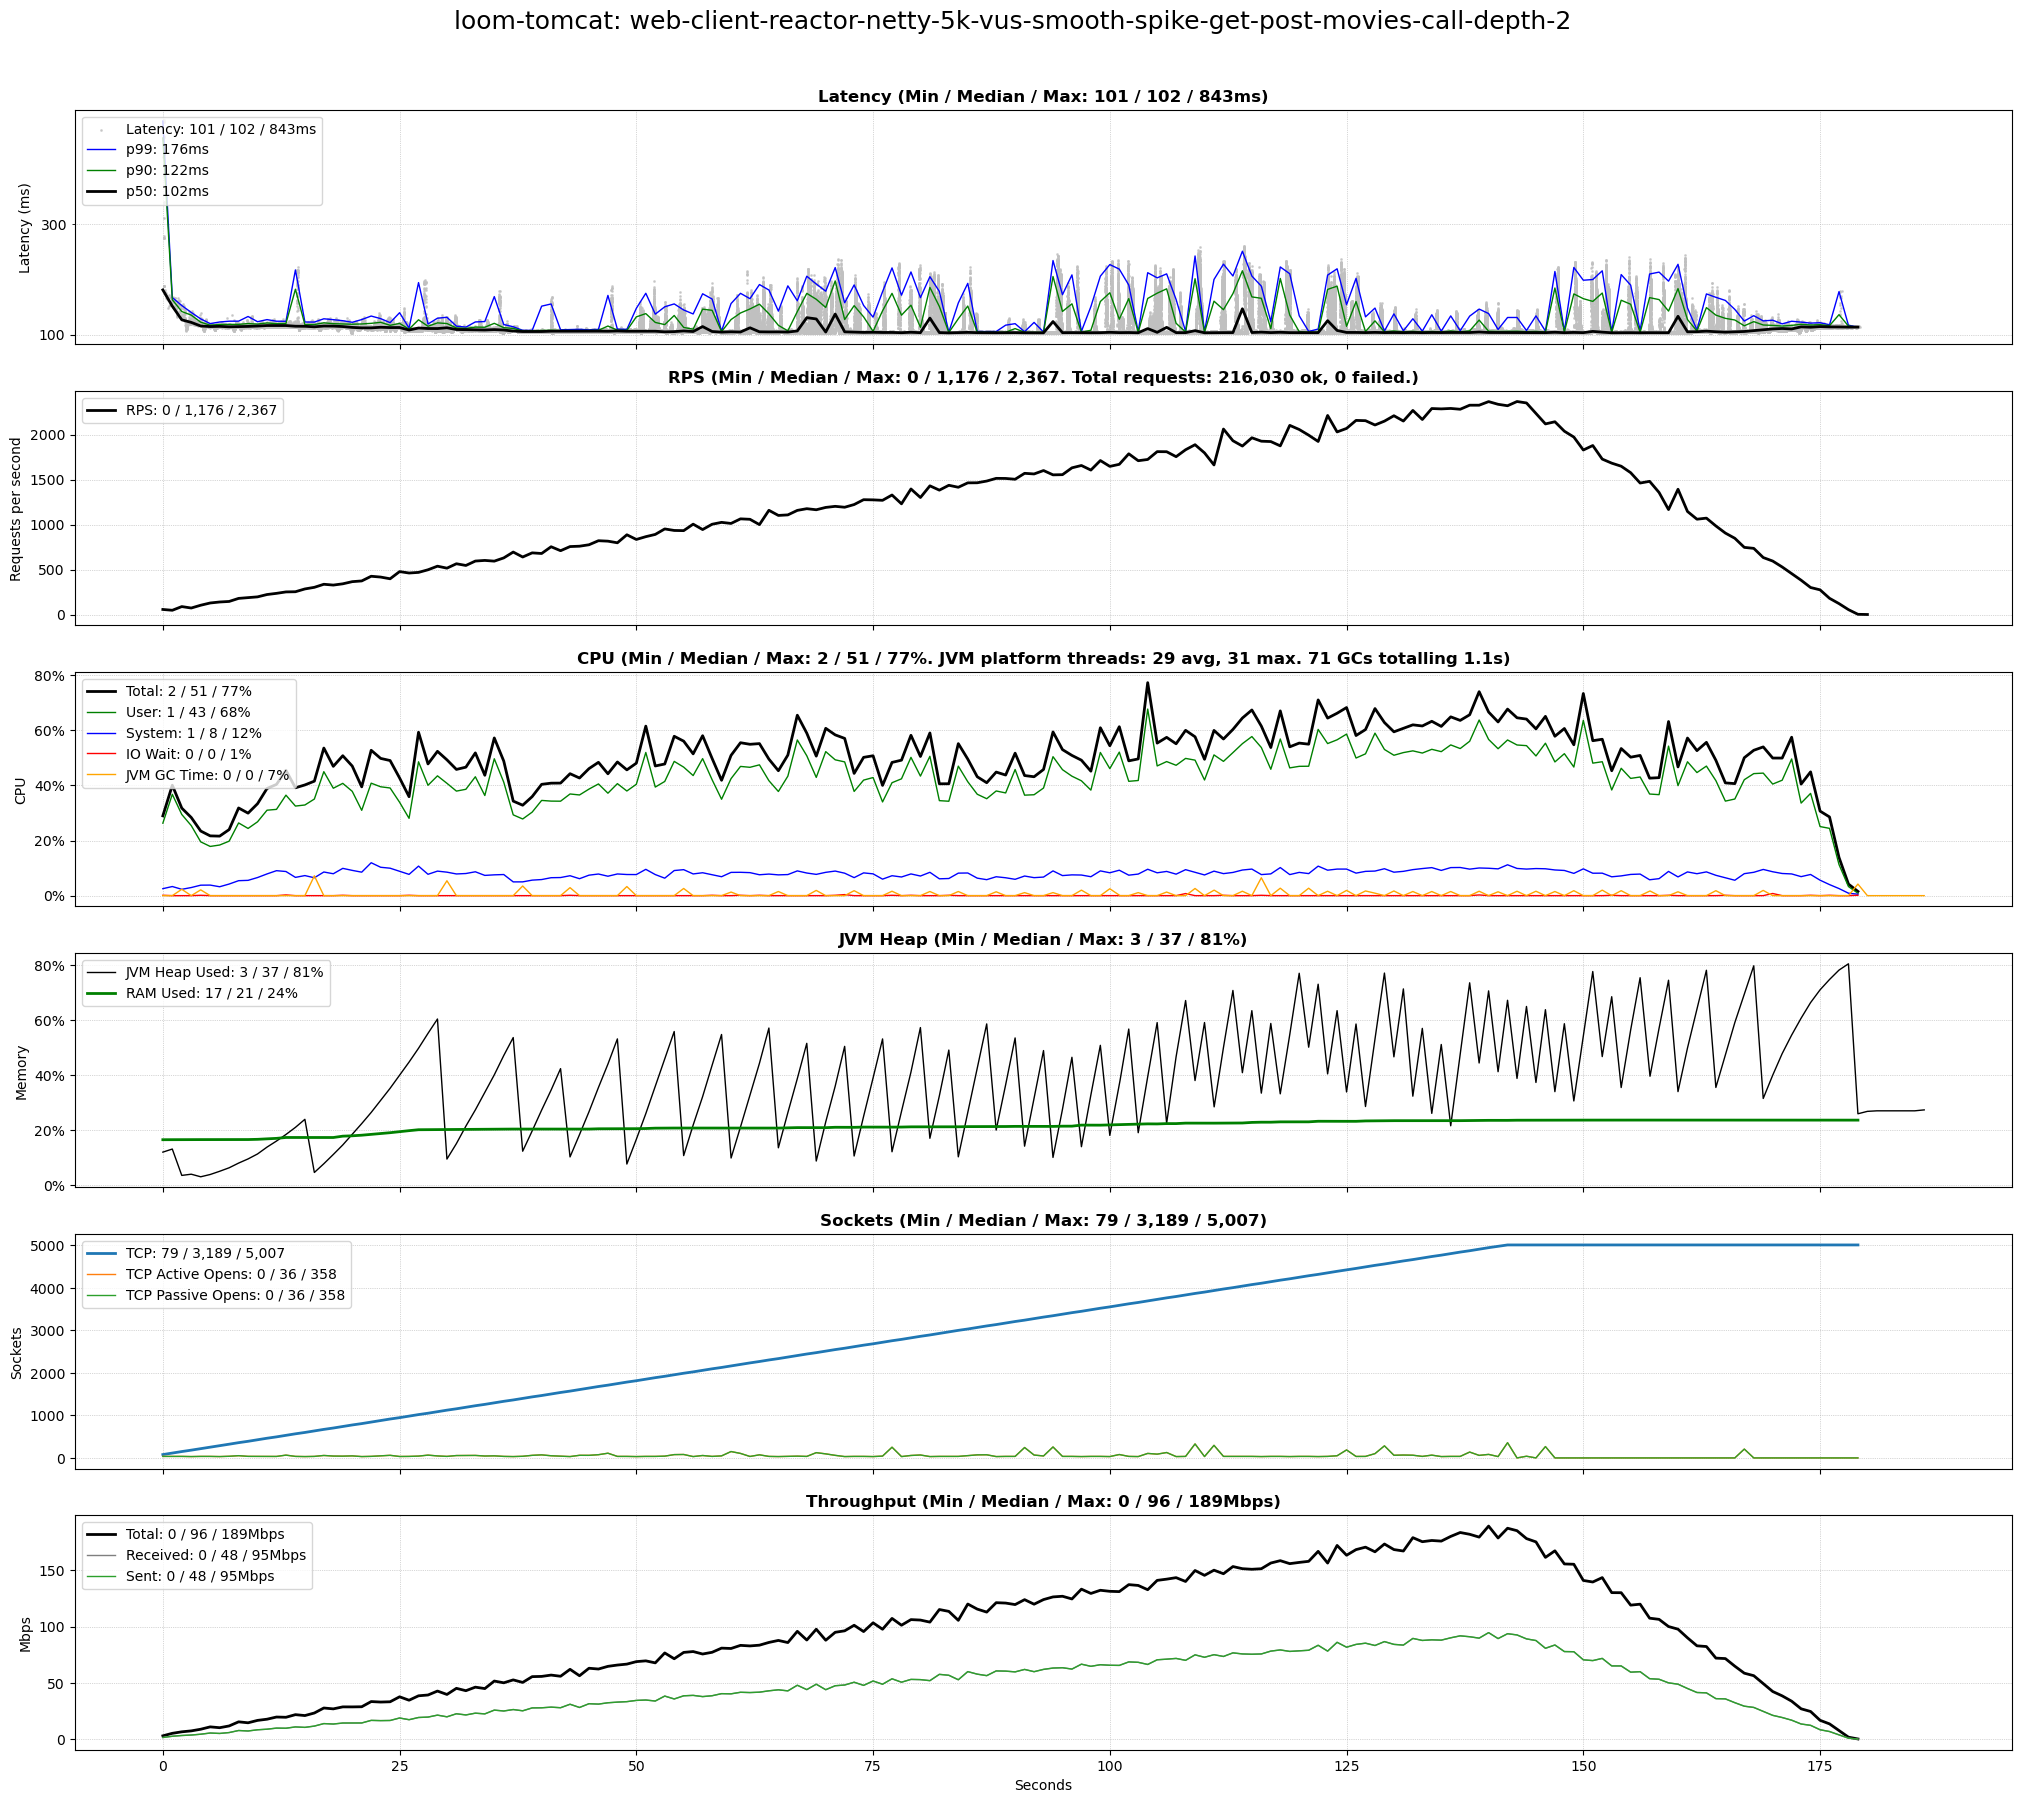 loom-tomcat: web-client-reactor-netty-5k-vus-smooth-spike-get-post-movies-call-depth-2
Latency (Min / Median / Max: 101 / 102 / 843ms)
Latency: 101 / 102 / 843ms
p99: 176ms
p90: 122ms
p50: 102ms
Latency (ms)
300
100
RPS (Min / Median / Max: 0 / 1,176 / 2,367. Total requests: 216,030 ok, 0 failed.)
RPS: 0 / 1,176 / 2,367
Requests per second
2000
1500
1000
500
0
CPU (Min / Median / Max: 2 / 51 / 77%. JVM platform threads: 29 avg, 31 max. 71 GCs totalling 1.1s)
Total: 2 / 51 / 77%
User: 1 / 43 / 68%
System: 1 / 8 / 12%
IO Wait: 0 / 0 / 1%
JVM GC Time: 0 / 0 / 7%
CPU
80%
60%
40%
20%
0%
JVM Heap (Min / Median / Max: 3 / 37 / 81%)
JVM Heap Used: 3 / 37 / 81%
RAM Used: 17 / 21 / 24%
Memory
80%
60%
40%
20%
0%
Sockets (Min / Median / Max: 79 / 3,189 / 5,007)
TCP: 79 / 3,189 / 5,007
TCP Active Opens: 0 / 36 / 358
TCP Passive Opens: 0 / 36 / 358
Sockets
5000
4000
3000
2000
1000
0
Throughput (Min / Median / Max: 0 / 96 / 189Mbps)
Total: 0 / 96 / 189Mbps
Received: 0 / 48 / 95Mbps
Sent: 0 / 48 / 95Mbps
Mbps
150
100
50
0
0 25 50 75 100 125 150 175
Seconds